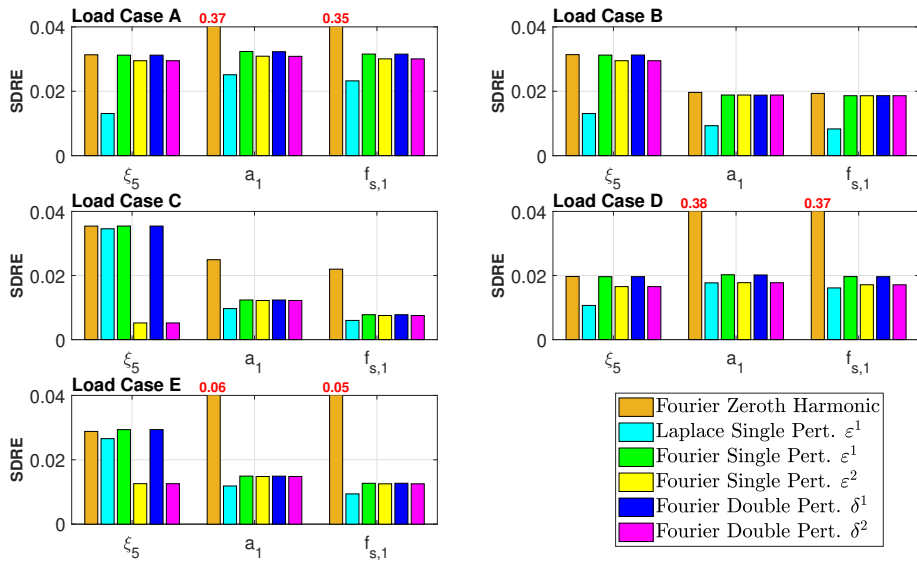 Load Case A
0.37
0.35
0.04
0.02
0
SDRE
ξ5
a1
fs,1
Load Case B
0.04
0.02
0
SDRE
ξ5
a1
fs,1
Load Case C
0.04
0.02
0
SDRE
ξ5
a1
fs,1
Load Case D
0.38
0.37
0.04
0.02
0
SDRE
ξ5
a1
fs,1
Load Case E
0.06
0.05
0.04
0.02
0
SDRE
ξ5
a1
fs,1
Fourier Zeroth Harmonic
Laplace Single Pert. ε¹
Fourier Single Pert. ε¹
Fourier Single Pert. ε²
Fourier Double Pert. δ¹
Fourier Double Pert. δ²